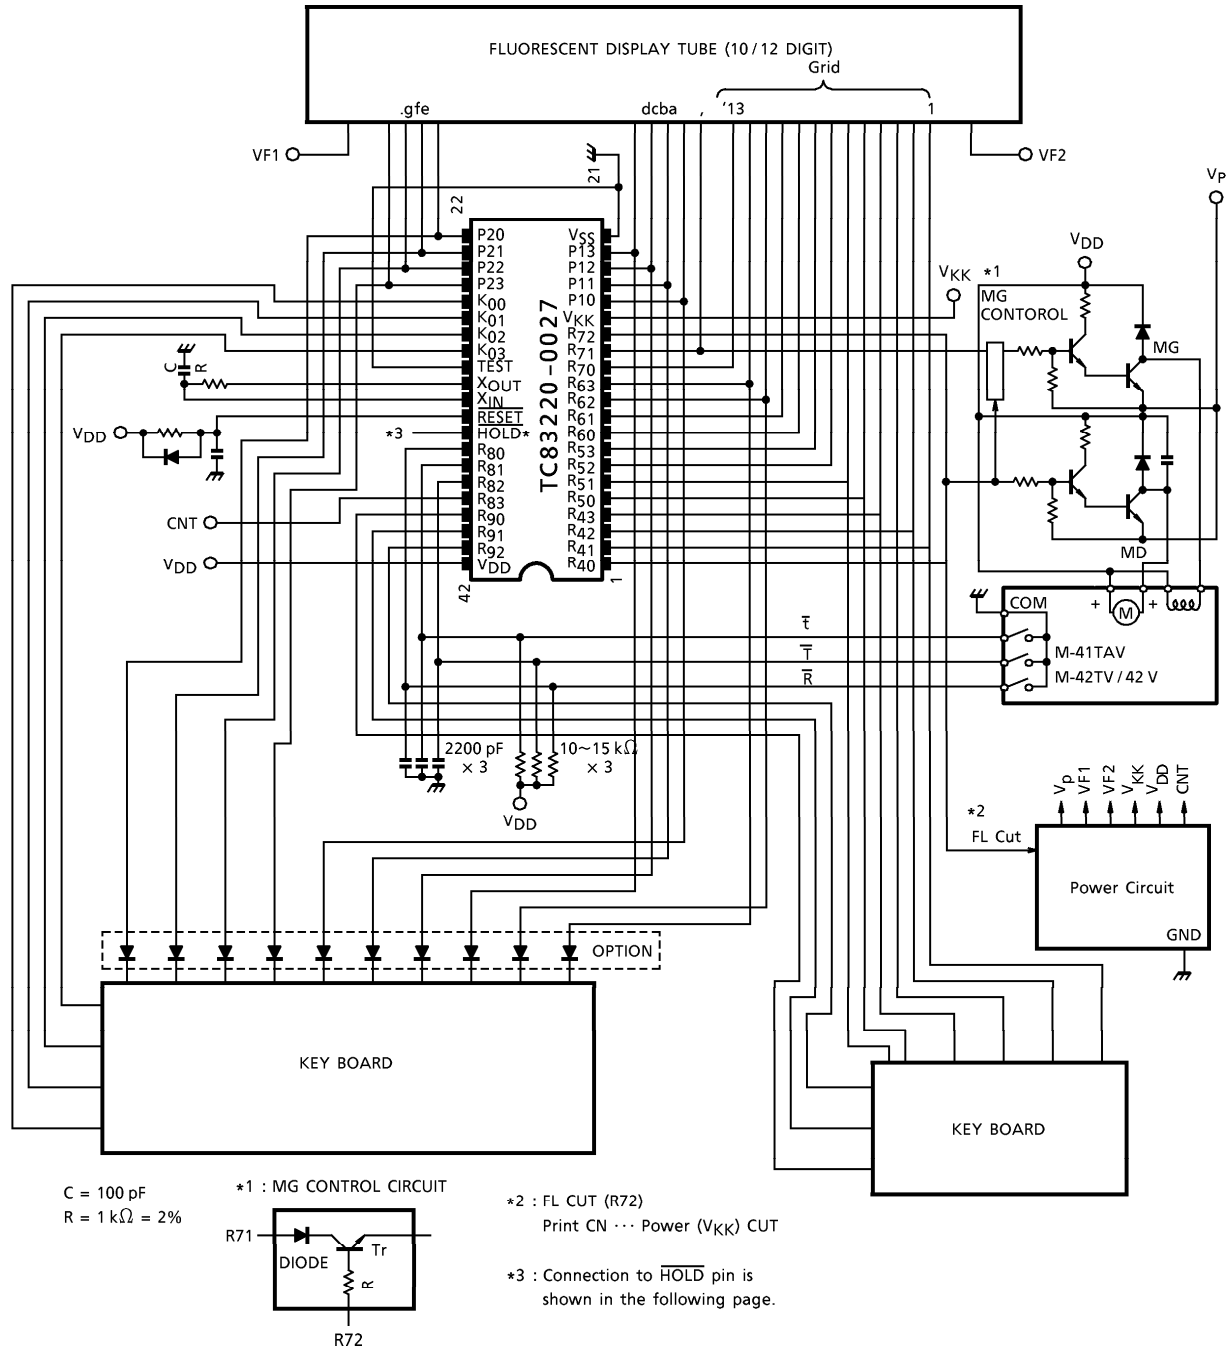 FLUORESCENT DISPLAY TUBE (10/12 DIGIT)
Grid
.gfe
dcba , '13 1
VF1
VF2
21
22
VP
VDD
VKK
*1
MG
CONTOROL
MG
MD
P20
P21
P22
P23
K00
K01
K02
K03
TEST
XOUT
XIN
RESET
HOLD*
R80
R81
R82
R83
R90
R91
R92
VDD
TC83220-0027
VSS
P13
P12
P11
P10
VKK
R72
R71
R70
R63
R62
R61
R60
R53
R52
R51
R50
R43
R42
R41
R40
42
1
C
R
VDD
*3
CNT
VDD
t
T
R
COM
+ M +
M-41TAV
M-42TV / 42 V
2200 pF
× 3
10~15 kΩ
× 3
VDD
Vp
VF1
VF2
VKK
VDD
CNT
*2
FL Cut
Power Circuit
GND
OPTION
KEY BOARD
KEY BOARD
C = 100 pF
R = 1 kΩ = 2%
*1 : MG CONTROL CIRCUIT
R71
DIODE
Tr
R
R72
*2 : FL CUT (R72)
Print CN ··· Power (VKK) CUT
*3 : Connection to HOLD pin is
shown in the following page.